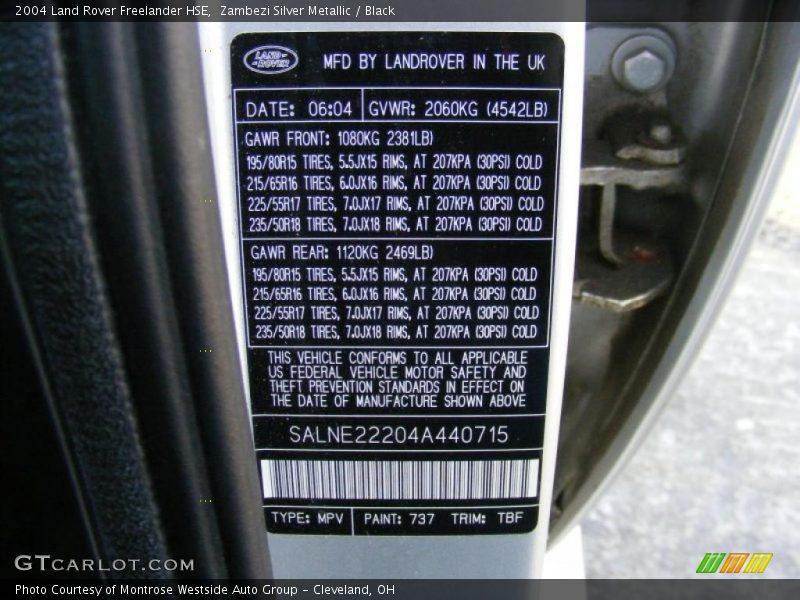 2004 Land Rover Freelander HSE,  Zambezi Silver Metallic / Black
LAND-
-ROVER
MFD BY LANDROVER IN THE UK
DATE: 06:04
GVWR: 2060KG (4542LB)
GAWR FRONT: 1080KG 2381LB)
195/80R15 TIRES, 5.5JX15 RIMS, AT 207KPA (30PSI) COLD
215/65R16 TIRES, 6.0JX16 RIMS, AT 207KPA (30PSI) COLD
225/55R17 TIRES, 7.0JX17 RIMS, AT 207KPA (30PSI) COLD
235/50R18 TIRES, 7.0JX18 RIMS, AT 207KPA (30PSI) COLD
GAWR REAR: 1120KG 2469LB)
195/80R15 TIRES, 5.5JX15 RIMS, AT 207KPA (30PSI) COLD
215/65R16 TIRES, 6.0JX16 RIMS, AT 207KPA (30PSI) COLD
225/55R17 TIRES, 7.0JX17 RIMS, AT 207KPA (30PSI) COLD
235/50R18 TIRES, 7.0JX18 RIMS, AT 207KPA (30PSI) COLD
THIS VEHICLE CONFORMS TO ALL APPLICABLE
US FEDERAL VEHICLE MOTOR SAFETY AND
THEFT PREVENTION STANDARDS IN EFFECT ON
THE DATE OF MANUFACTURE SHOWN ABOVE
SALNE22204A440715
TYPE: MPV
PAINT: 737
TRIM: TBF
GTCARLOT.COM
Photo Courtesy of Montrose Westside Auto Group - Cleveland, OH